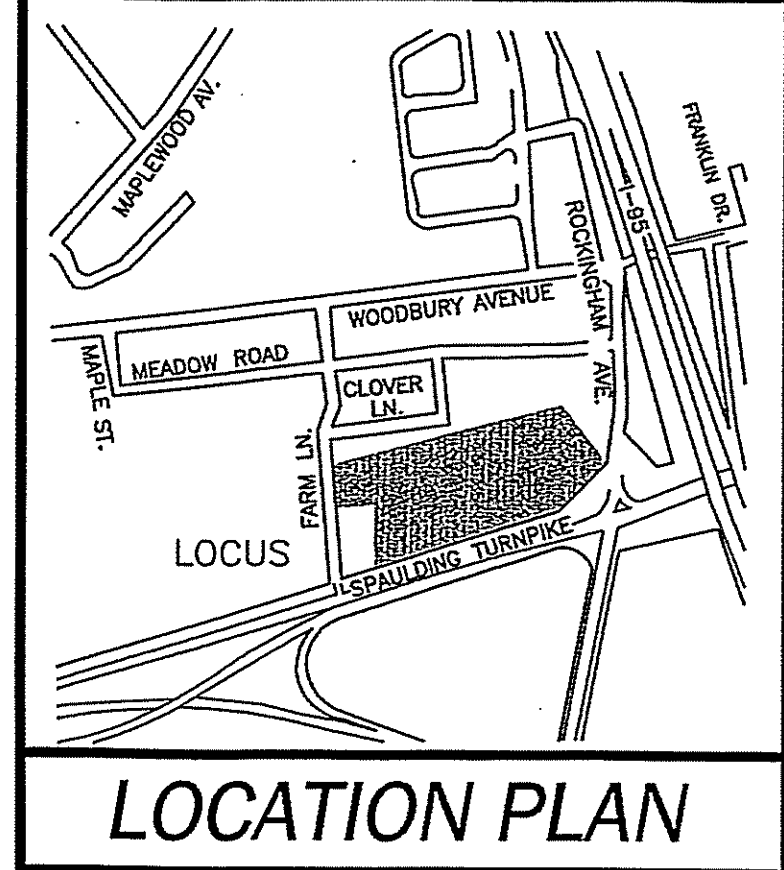 MAPLEWOOD AV.
FRANKLIN DR.
I-95
ROCKINGHAM AVE.
WOODBURY AVENUE
MAPLE ST.
MEADOW ROAD
CLOVER
LN.
FARM LN.
LOCUS
SPAULDING TURNPIKE
LOCATION PLAN